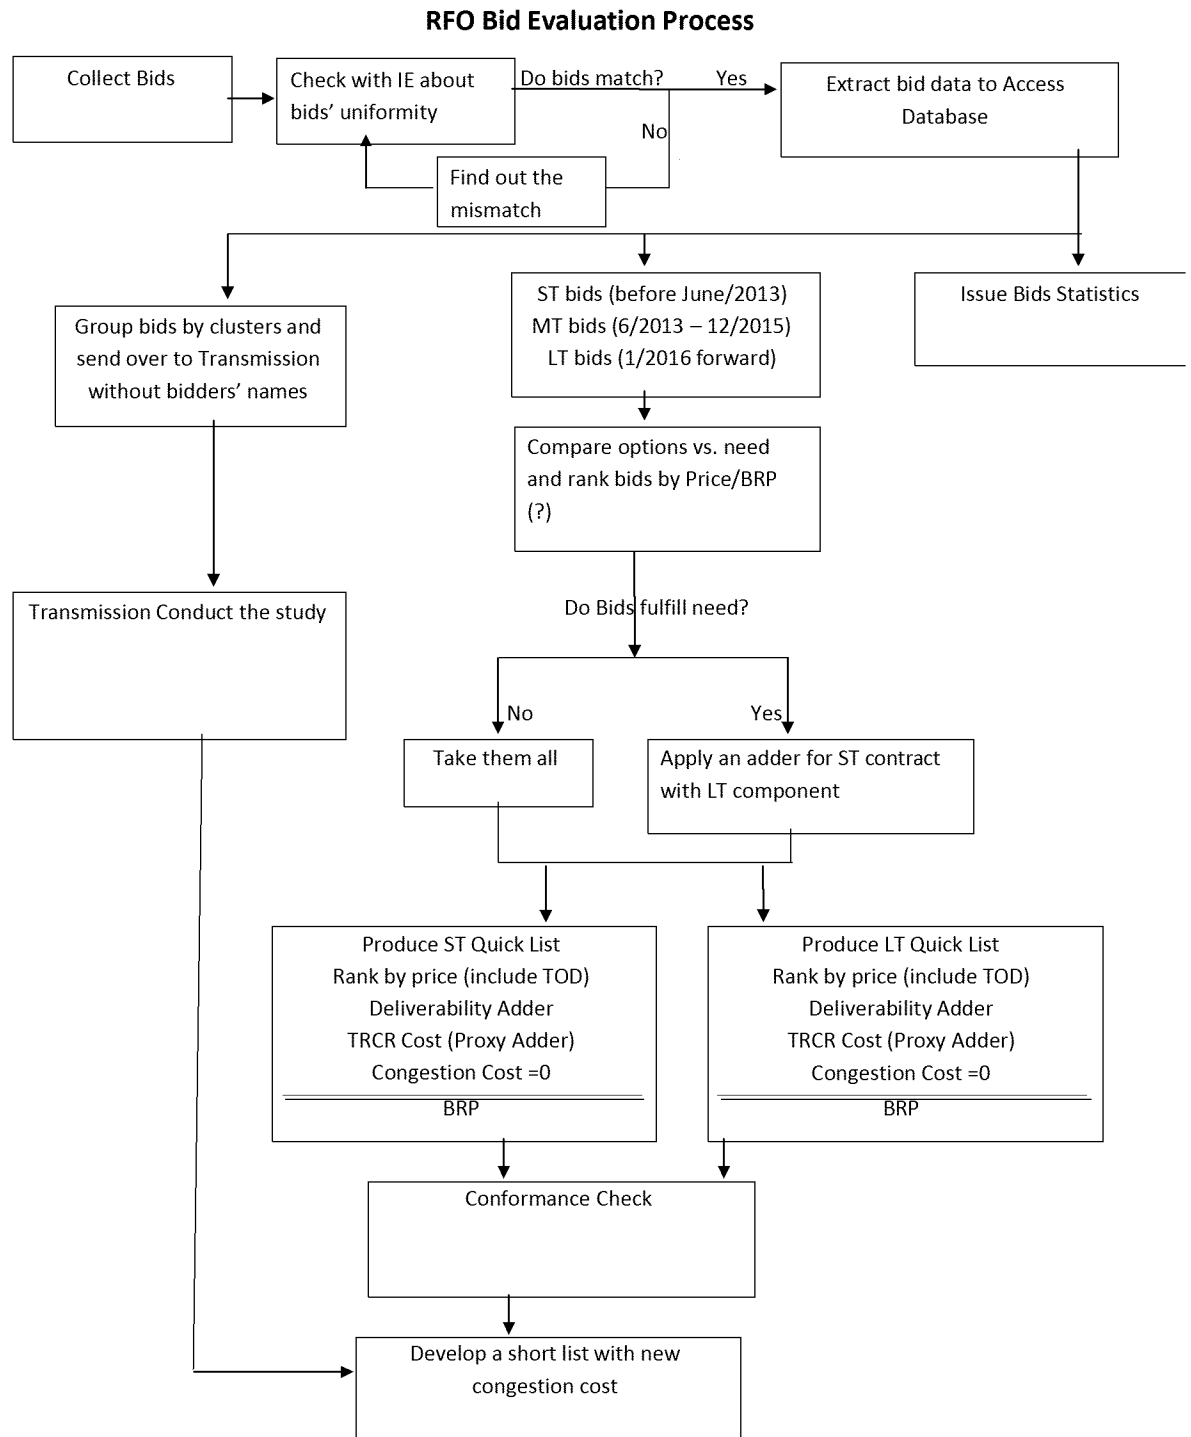 RFO Bid Evaluation Process
Collect Bids
Check with IE about
bids’ uniformity
Do bids match?
Yes
No
Extract bid data to Access
Database
Find out the
mismatch
Group bids by clusters and
send over to Transmission
without bidders’ names
ST bids (before June/2013)
MT bids (6/2013 – 12/2015)
LT bids (1/2016 forward)
Issue Bids Statistics
Compare options vs. need
and rank bids by Price/BRP
(?)
Transmission Conduct the study
Do Bids fulfill need?
No
Yes
Take them all
Apply an adder for ST contract
with LT component
Produce ST Quick List
Rank by price (include TOD)
Deliverability Adder
TRCR Cost (Proxy Adder)
Congestion Cost =0
BRP
Produce LT Quick List
Rank by price (include TOD)
Deliverability Adder
TRCR Cost (Proxy Adder)
Congestion Cost =0
BRP
Conformance Check
Develop a short list with new
congestion cost